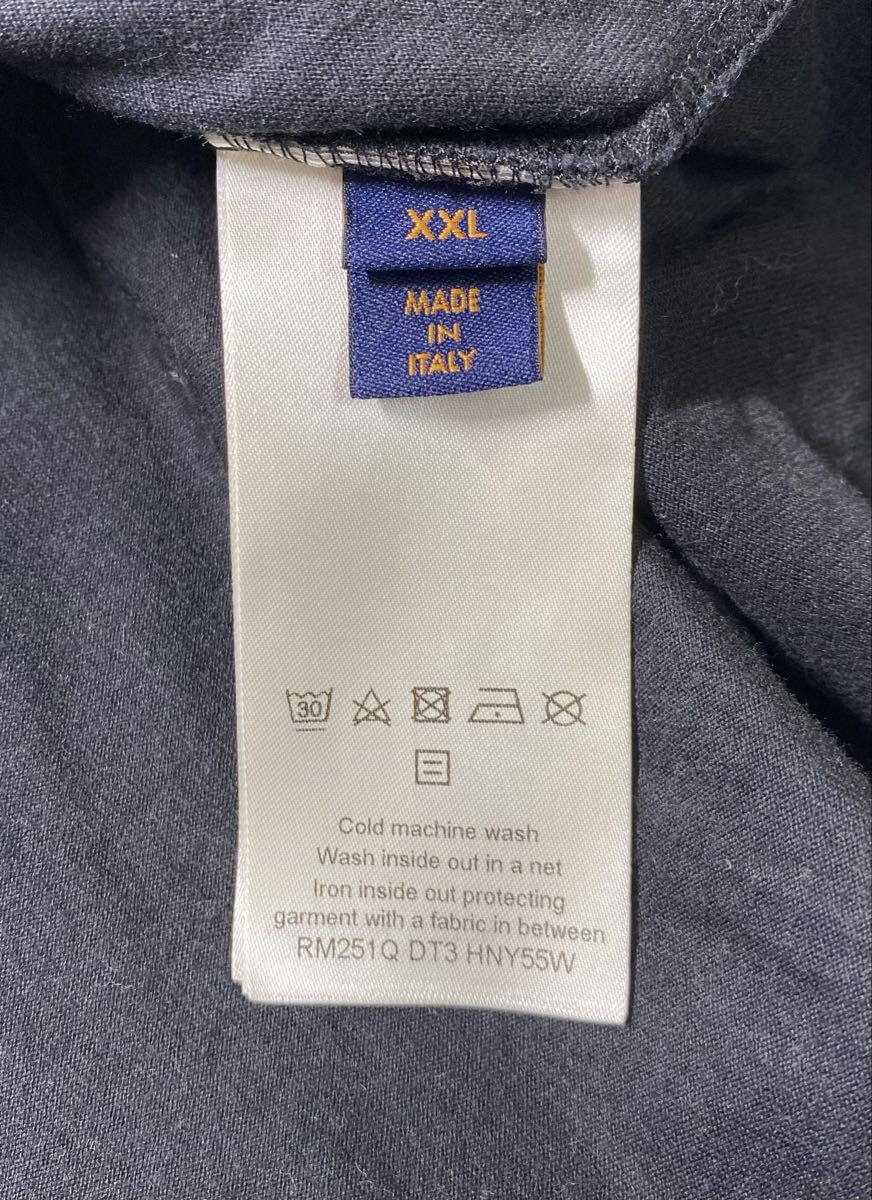 XXL
MADE
IN
ITALY
30
Cold machine wash
Wash inside out in a net
Iron inside out protecting
garment with a fabric in between
RM251Q DT3 HNY55W